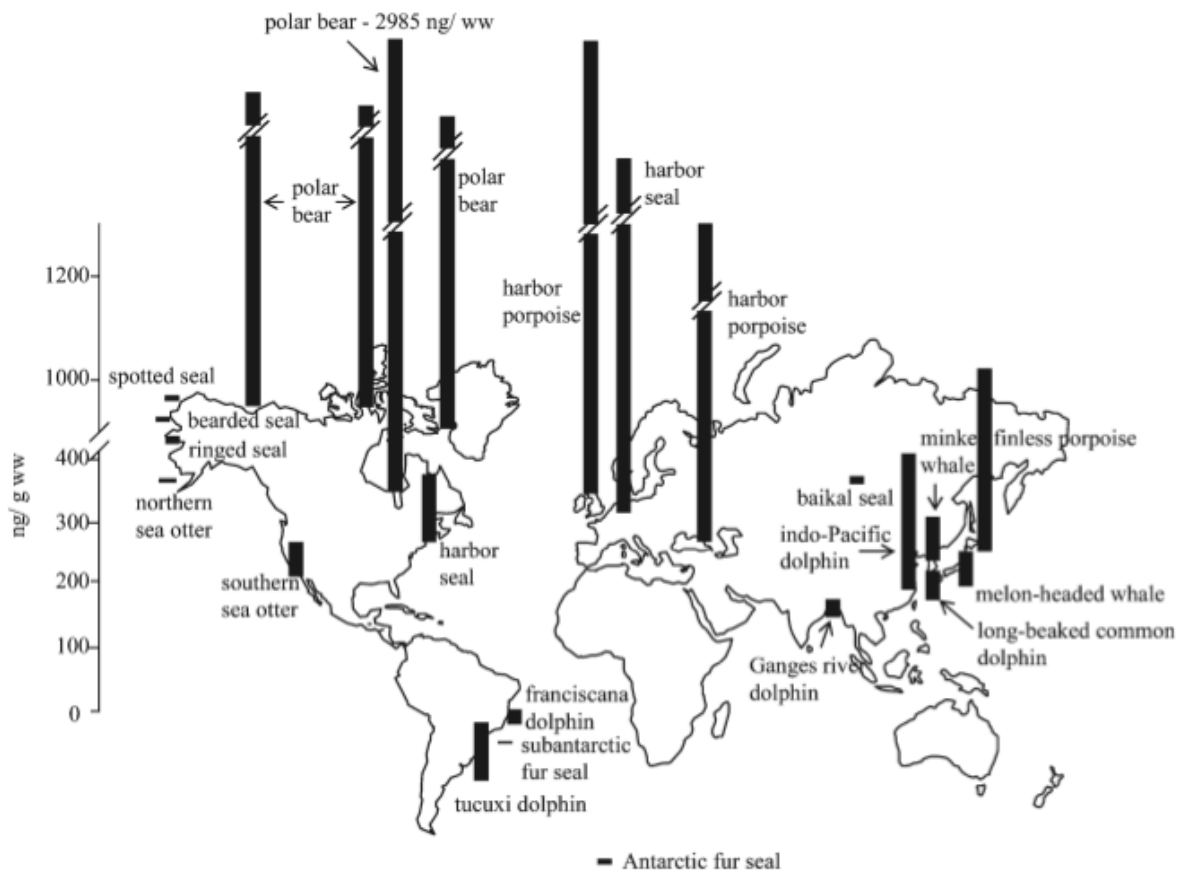 polar bear - 2985 ng/ ww
polar
bear
polar
bear
harbor
seal
harbor
porpoise
harbor
porpoise
1200
1000
400
300
200
100
0
ng/ g ww
spotted seal
bearded seal
ringed seal
northern
sea otter
southern
sea otter
harbor
seal
minke
whale
finless porpoise
baikal seal
indo-Pacific
dolphin
melon-headed whale
long-beaked common
dolphin
Ganges river
dolphin
franciscana
dolphin
subantarctic
fur seal
tucuxi dolphin
Antarctic fur seal